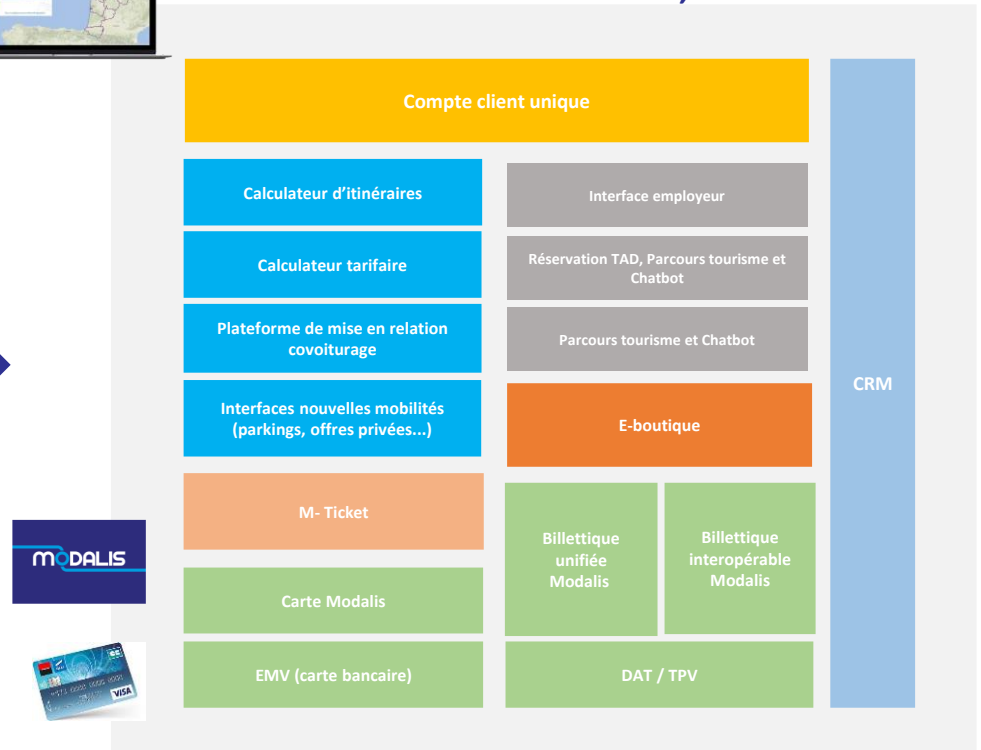 Compte client unique
Calculateur d'itinéraires
Interface employeur
Calculateur tarifaire
Réservation TAD, Parcours tourisme et
Chatbot
Plateforme de mise en relation
covoiturage
Parcours tourisme et Chatbot
CRM
Interfaces nouvelles mobilités
(parkings, offres privées...)
E-boutique
M- Ticket
Billettique
unifiée
Modalis
Billettique
interopérable
Modalis
MODALIS
Carte Modalis
EMV (carte bancaire)
DAT / TPV
VISA